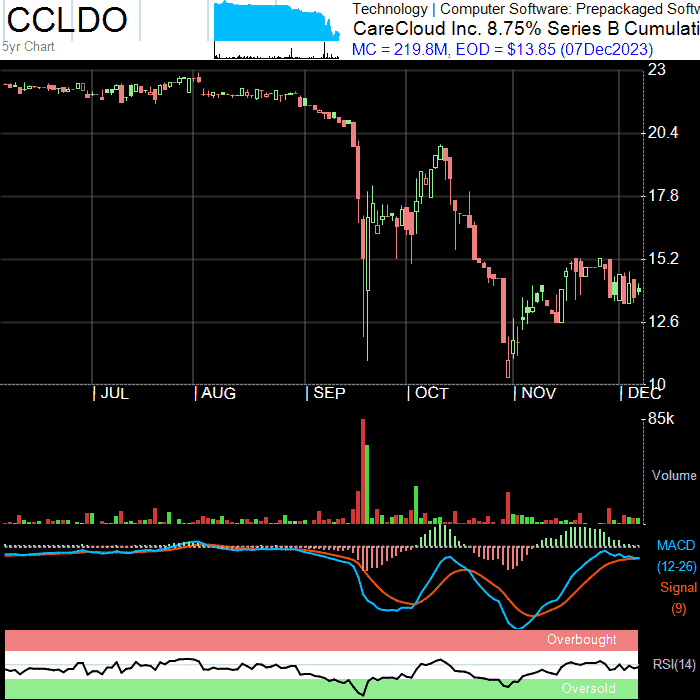 CCLDO
5yr Chart
Technology | Computer Software: Prepackaged Softw
CareCloud Inc. 8.75% Series B Cumulati
MC = 219.8M, EOD = $13.85 (07Dec2023)
23
20.4
17.8
15.2
12.6
10
| JUL | AUG | SEP | OCT | NOV | DEC
85k
Volume
MACD
(12-26)
Signal
(9)
Overbought
RSI(14)
Oversold